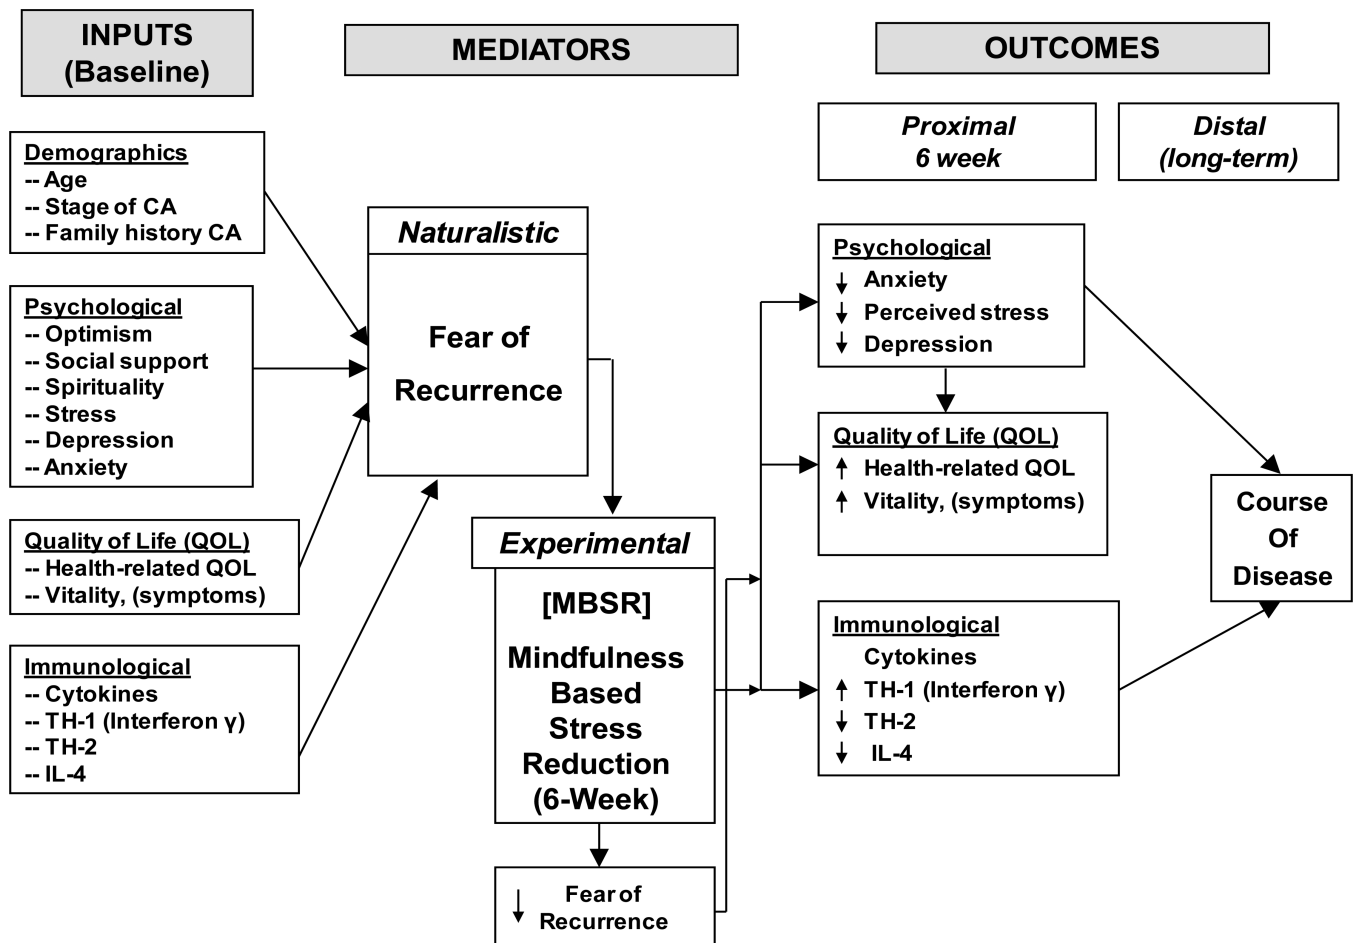 INPUTS
(Baseline)
MEDIATORS
OUTCOMES
Proximal
6 week
Distal
(long-term)
Demographics
-- Age
-- Stage of CA
-- Family history CA
Psychological
-- Optimism
-- Social support
-- Spirituality
-- Stress
-- Depression
-- Anxiety
Quality of Life (QOL)
-- Health-related QOL
-- Vitality, (symptoms)
Immunological
-- Cytokines
-- TH-1 (Interferon γ)
-- TH-2
-- IL-4
Naturalistic
Fear of
Recurrence
Experimental
[MBSR]
Mindfulness
Based
Stress
Reduction
(6-Week)
↓ Fear of
Recurrence
Psychological
↓ Anxiety
↓ Perceived stress
↓ Depression
Quality of Life (QOL)
↑ Health-related QOL
↑ Vitality, (symptoms)
Immunological
Cytokines
↑ TH-1 (Interferon γ)
↓ TH-2
↓ IL-4
Course
Of
Disease